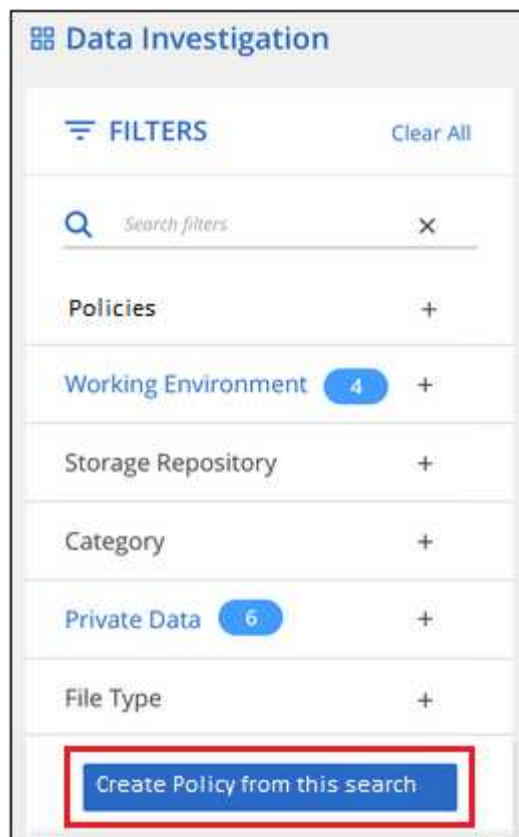 Data Investigation
FILTERS Clear All
Search filters
Policies
Working Environment 4
Storage Repository
Category
Private Data 6
File Type
Create Policy from this search